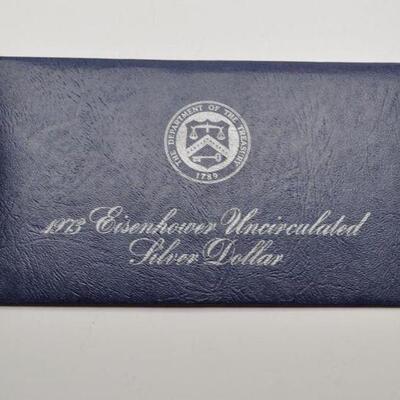 THE DEPARTMENT OF THE TREASURY
1789
1973 Eisenhower Uncirculated
Silver Dollar